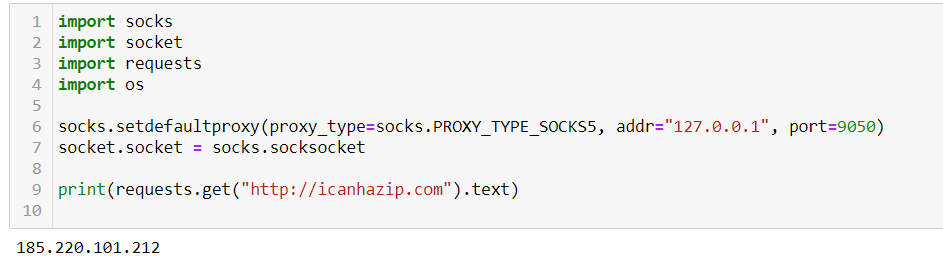 1 import socks
2 import socket
3 import requests
4 import os
5
6 socks.setdefaultproxy(proxy_type=socks.PROXY_TYPE_SOCKS5, addr="127.0.0.1", port=9050)
7 socket.socket = socks.socksocket
8
9 print(requests.get("http://icanhazip.com").text)
10
185.220.101.212